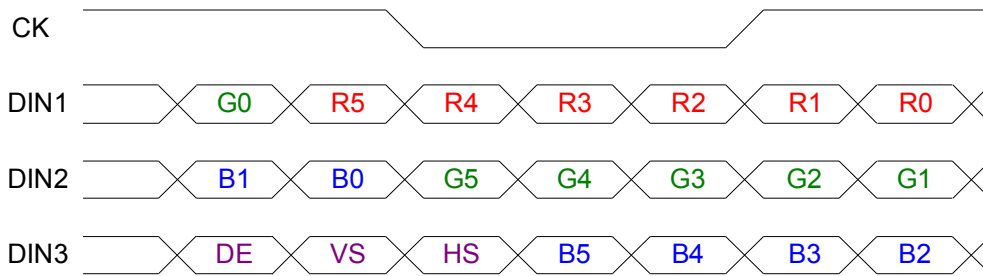 CK
DIN1 G0 R5 R4 R3 R2 R1 R0
DIN2 B1 B0 G5 G4 G3 G2 G1
DIN3 DE VS HS B5 B4 B3 B2